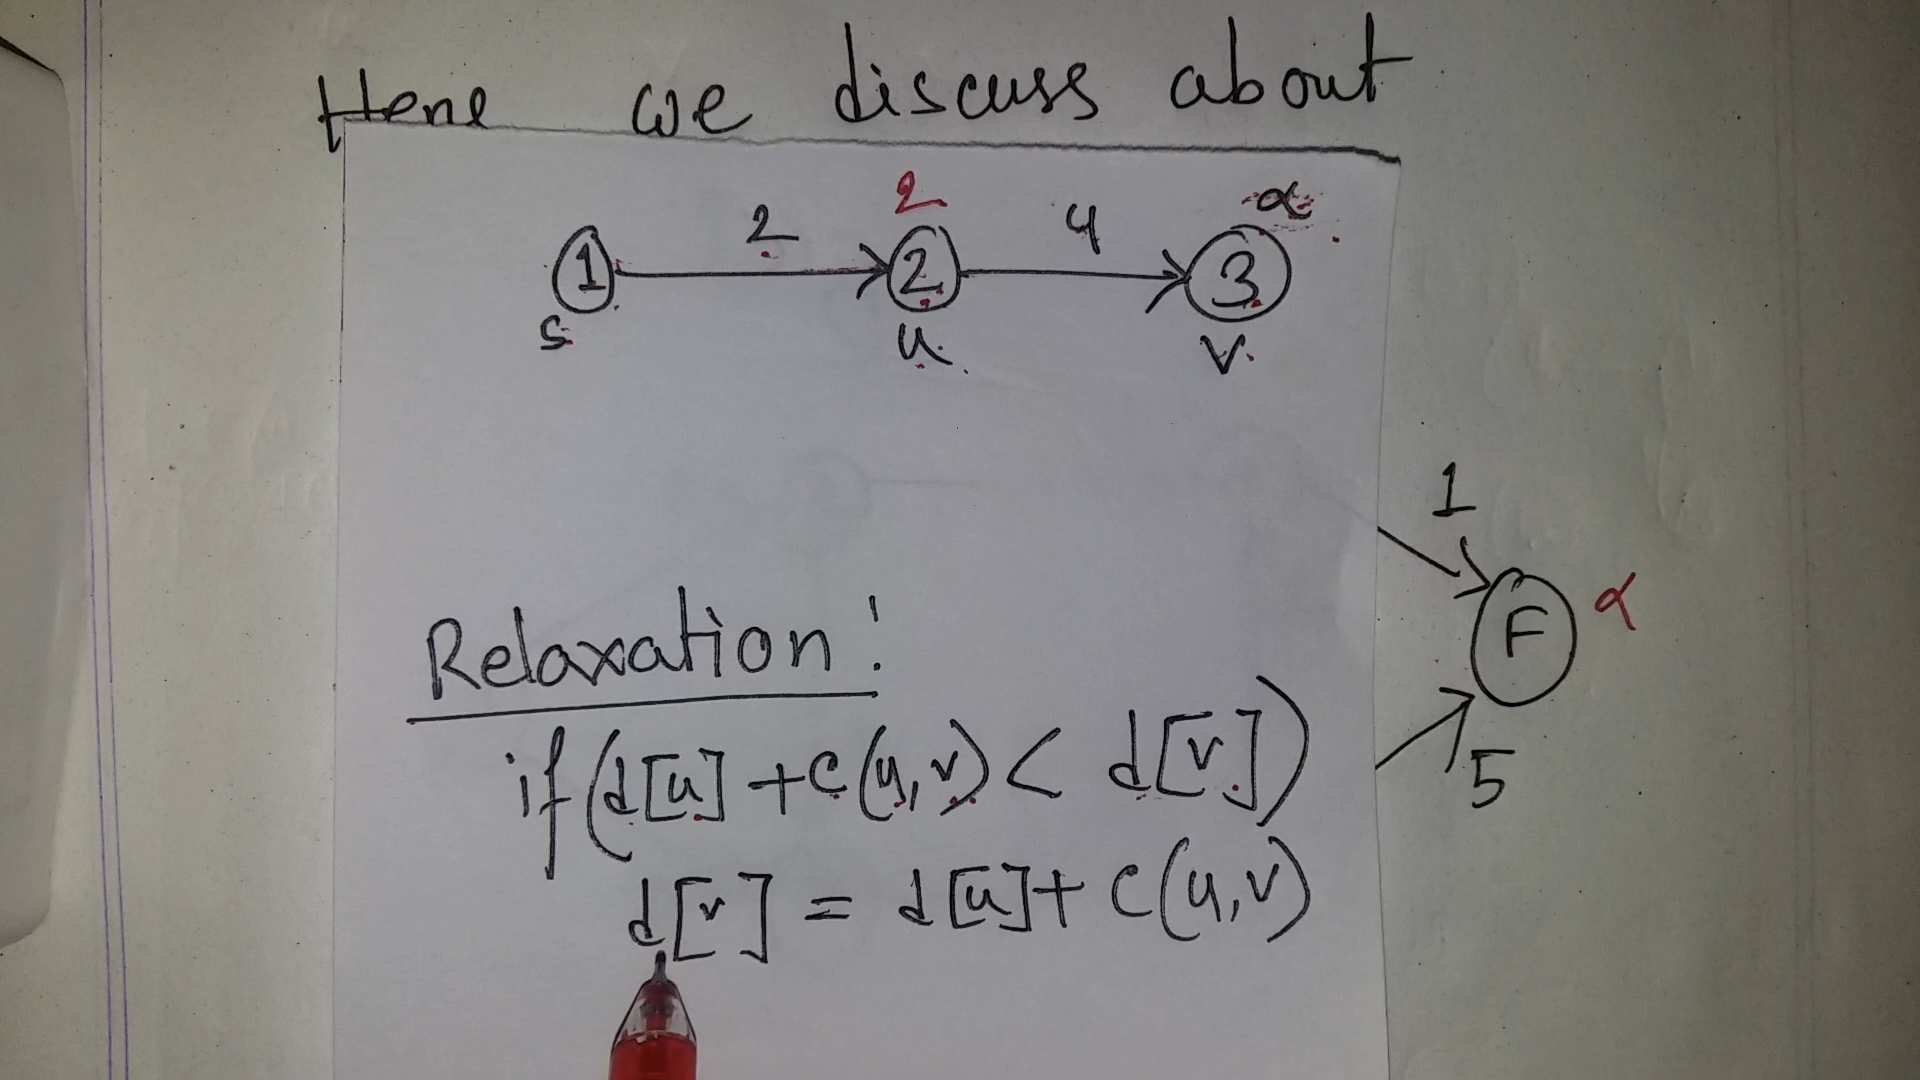 Here we discuss about
2
2 4 α
1 2 3
s u v
1
F α
5
Relaxation:
if(d[u]+c(u,v)< d[v])
d[v] = d[u]+ c(u,v)